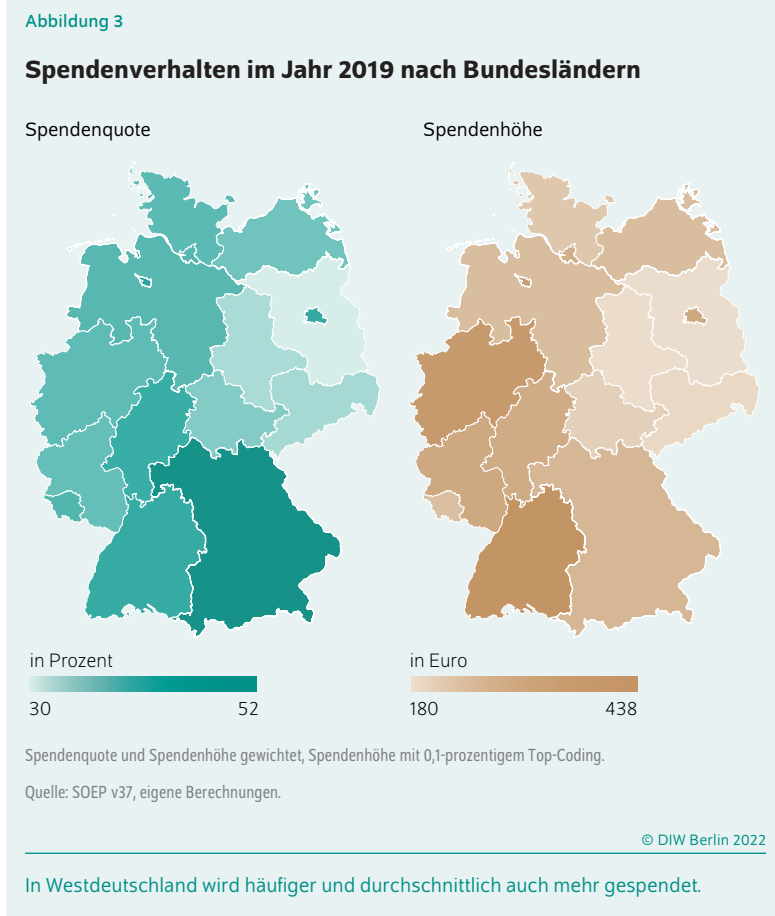 Abbildung 3
Spendenverhalten im Jahr 2019 nach Bundesländern
Spendenquote
Spendenhöhe
in Prozent
30
52
in Euro
180
438
Spendenquote und Spendenhöhe gewichtet, Spendenhöhe mit 0,1-prozentigem Top-Coding.
Quelle: SOEP v37, eigene Berechnungen.
© DIW Berlin 2022
In Westdeutschland wird häufiger und durchschnittlich auch mehr gespendet.